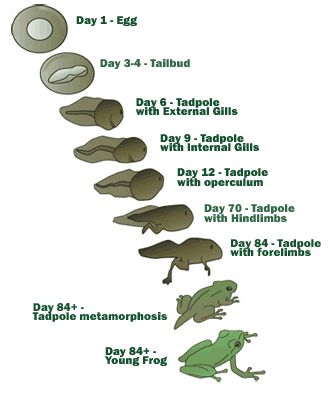 Day 1 - Egg
Day 3-4 - Tailbud
Day 6 - Tadpole
with External Gills
Day 9 - Tadpole
with Internal Gills
Day 12 - Tadpole
with operculum
Day 70 - Tadpole
with Hindlimbs
Day 84 - Tadpole
with forelimbs
Day 84+ -
Tadpole metamorphosis
Day 84+ -
Young Frog